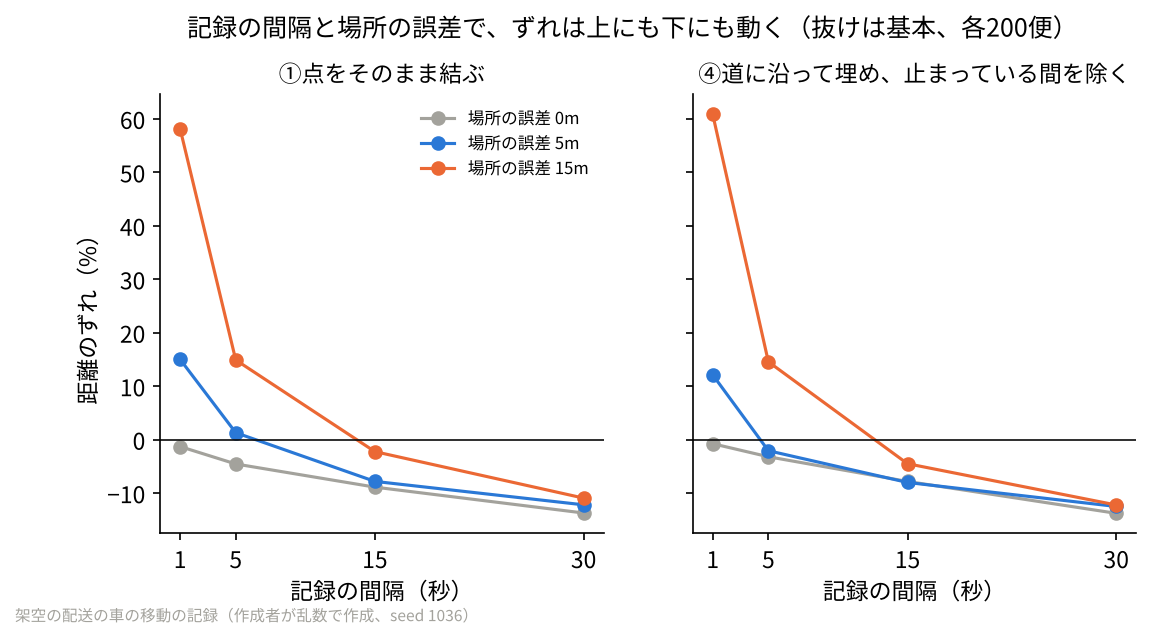 記録の間隔と場所の誤差で、ずれは上にも下にも動く（抜けは基本、各200便）
①点をそのまま結ぶ
場所の誤差 0m
場所の誤差 5m
場所の誤差 15m
距離のずれ（%）
60
50
40
30
20
10
0
−10
1 5 15 30
記録の間隔（秒）
④道に沿って埋め、止まっている間を除く
1 5 15 30
記録の間隔（秒）
架空の配送の車の移動の記録（作成者が乱数で作成、seed 1036）